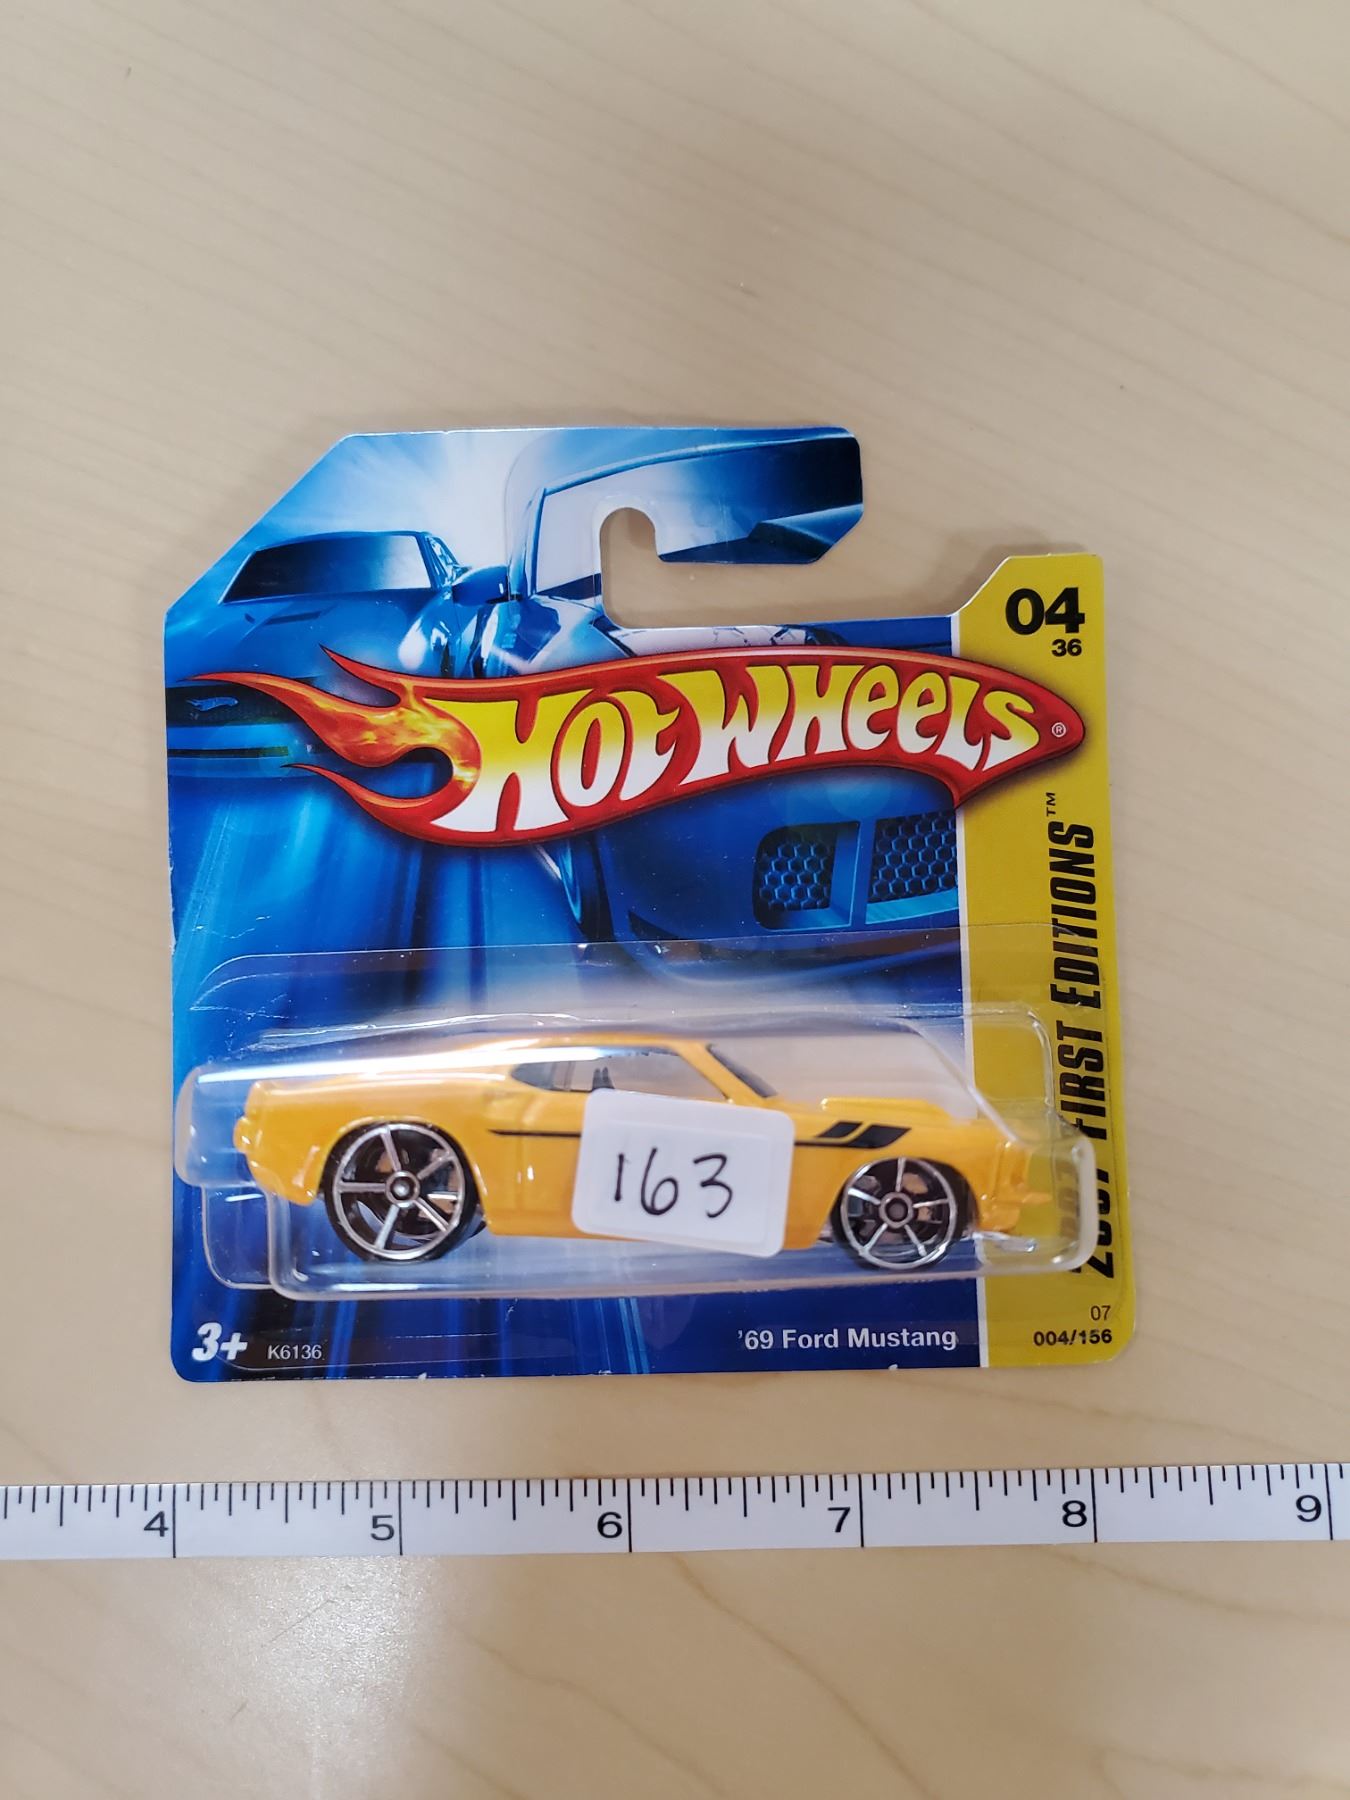 04
36
HOT WHEELS®
2007 FIRST EDITIONS™
163
3+
K6136
'69 Ford Mustang
07
004/156
4 5 6 7 8 9